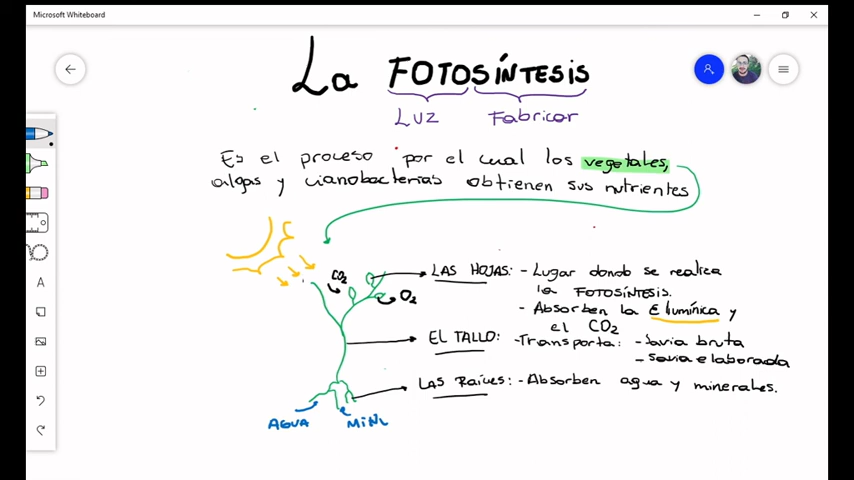 Microsoft Whiteboard
La FOTOSÍNTESIS
LUZ Fabricar
Es el proceso por el cual los vegetales,
algas y cianobacterias obtienen sus nutrientes
CO2
O2
LAS HOJAS: - Lugar donde se realiza
la FOTOSÍNTESIS.
- Absorben la E lumínica y
el CO2
EL TALLO: - Transporta: - Savia bruta
- Savia elaborada
LAS RAÍCES: - Absorben agua y minerales.
AGUA MiNL
A